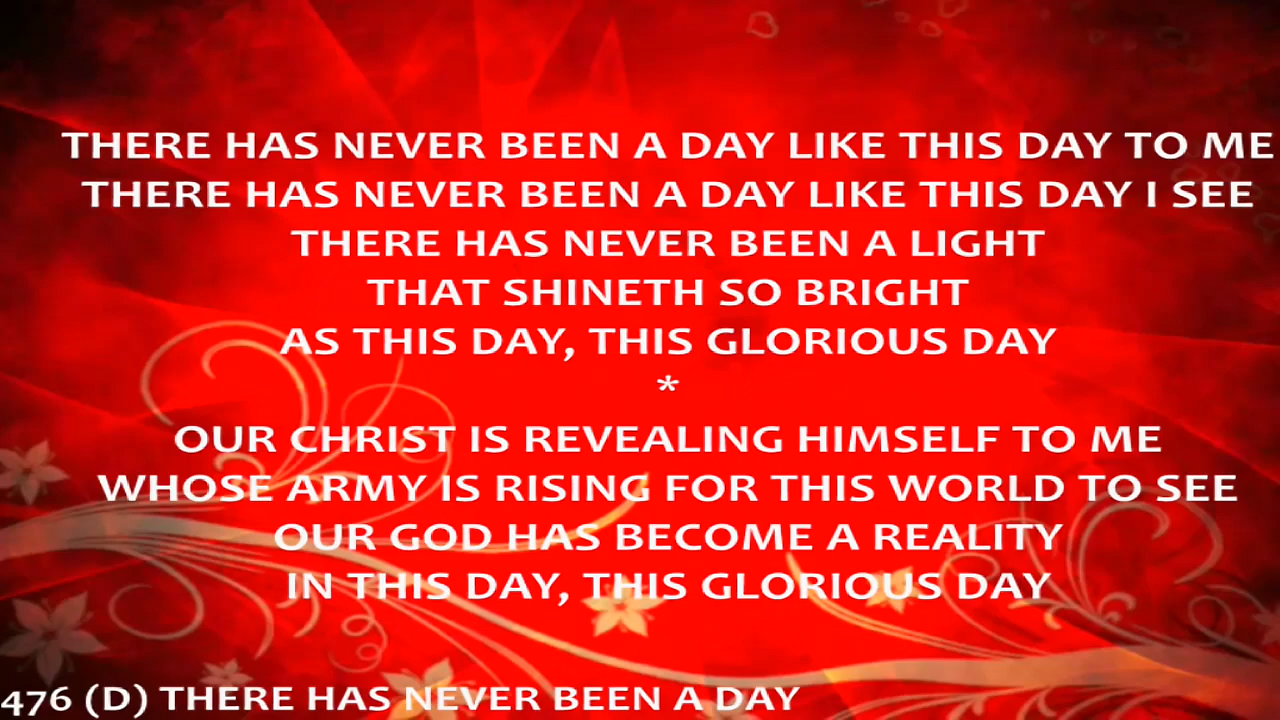 THERE HAS NEVER BEEN A DAY LIKE THIS DAY TO ME
THERE HAS NEVER BEEN A DAY LIKE THIS DAY I SEE
THERE HAS NEVER BEEN A LIGHT
THAT SHINETH SO BRIGHT
AS THIS DAY, THIS GLORIOUS DAY
*
OUR CHRIST IS REVEALING HIMSELF TO ME
WHOSE ARMY IS RISING FOR THIS WORLD TO SEE
OUR GOD HAS BECOME A REALITY
IN THIS DAY, THIS GLORIOUS DAY
476 (D) THERE HAS NEVER BEEN A DAY